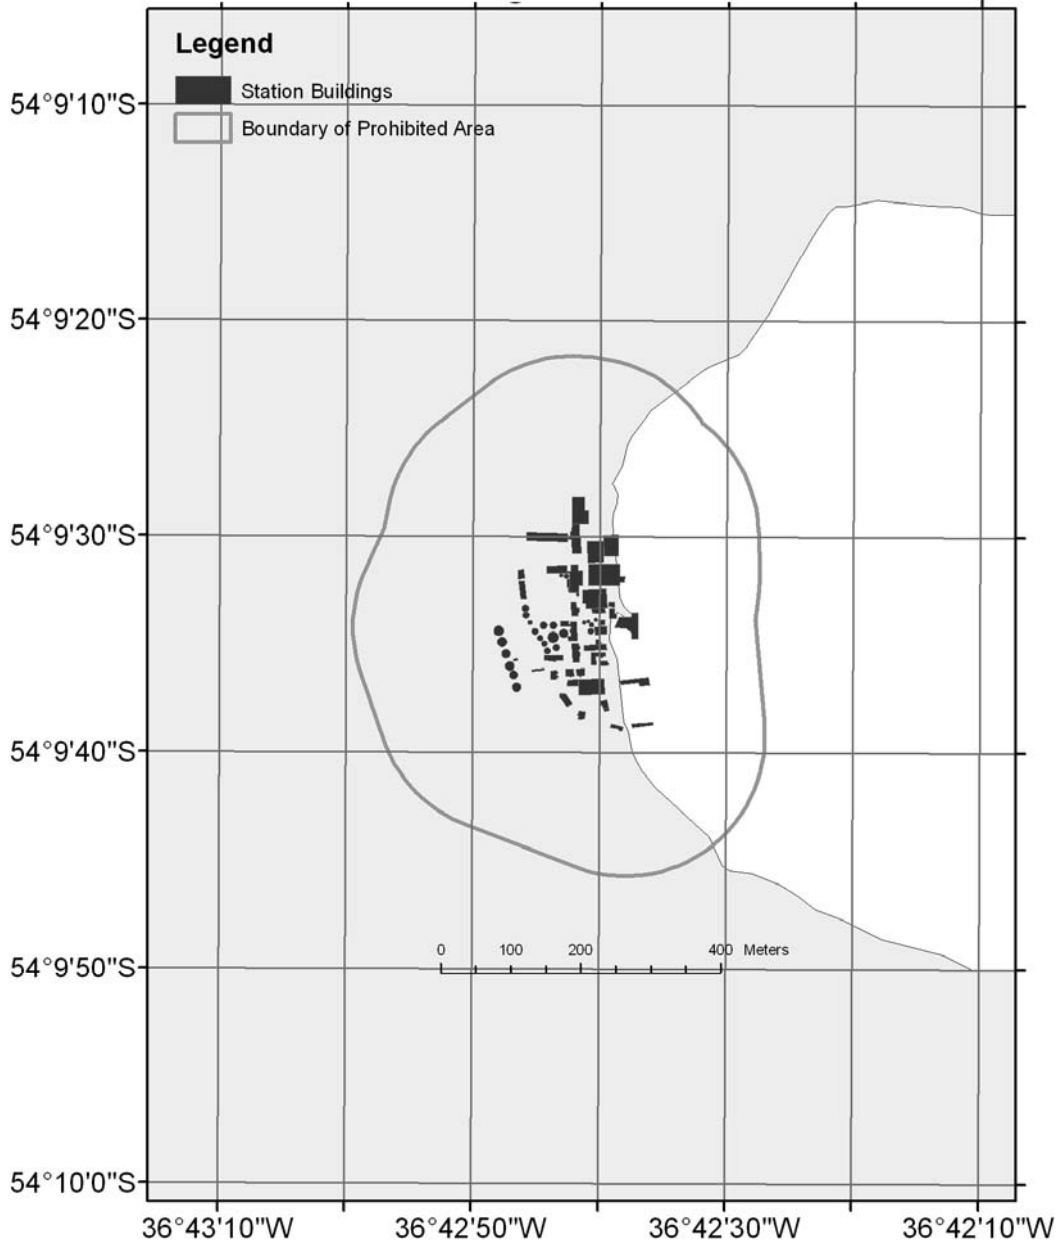 Legend
Station Buildings
Boundary of Prohibited Area
54°9'10"S
54°9'20"S
54°9'30"S
54°9'40"S
0 100 200 400 Meters
54°9'50"S
54°10'0"S
36°43'10"W 36°42'50"W 36°42'30"W 36°42'10"W